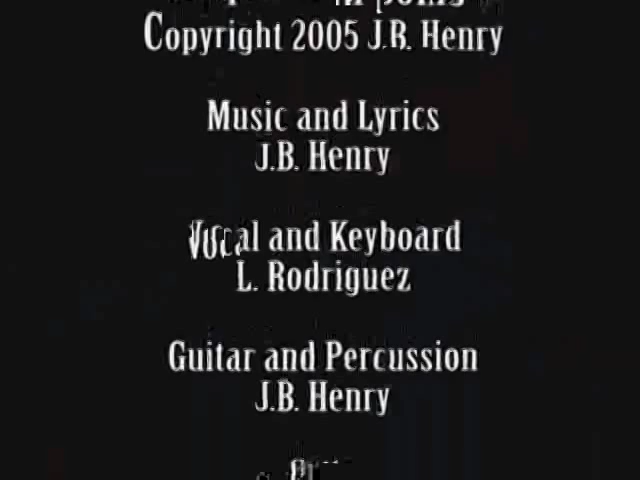 Copyright 2005 J.B. Henry
Music and Lyrics
J.B. Henry
Vocal and Keyboard
L. Rodriguez
Guitar and Percussion
J.B. Henry